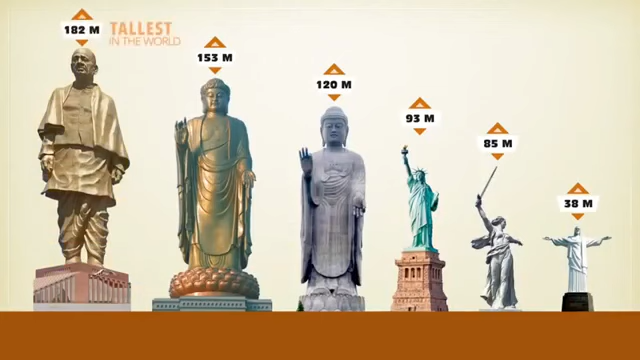 182 M
TALLEST
IN THE WORLD
153 M
120 M
93 M
85 M
38 M